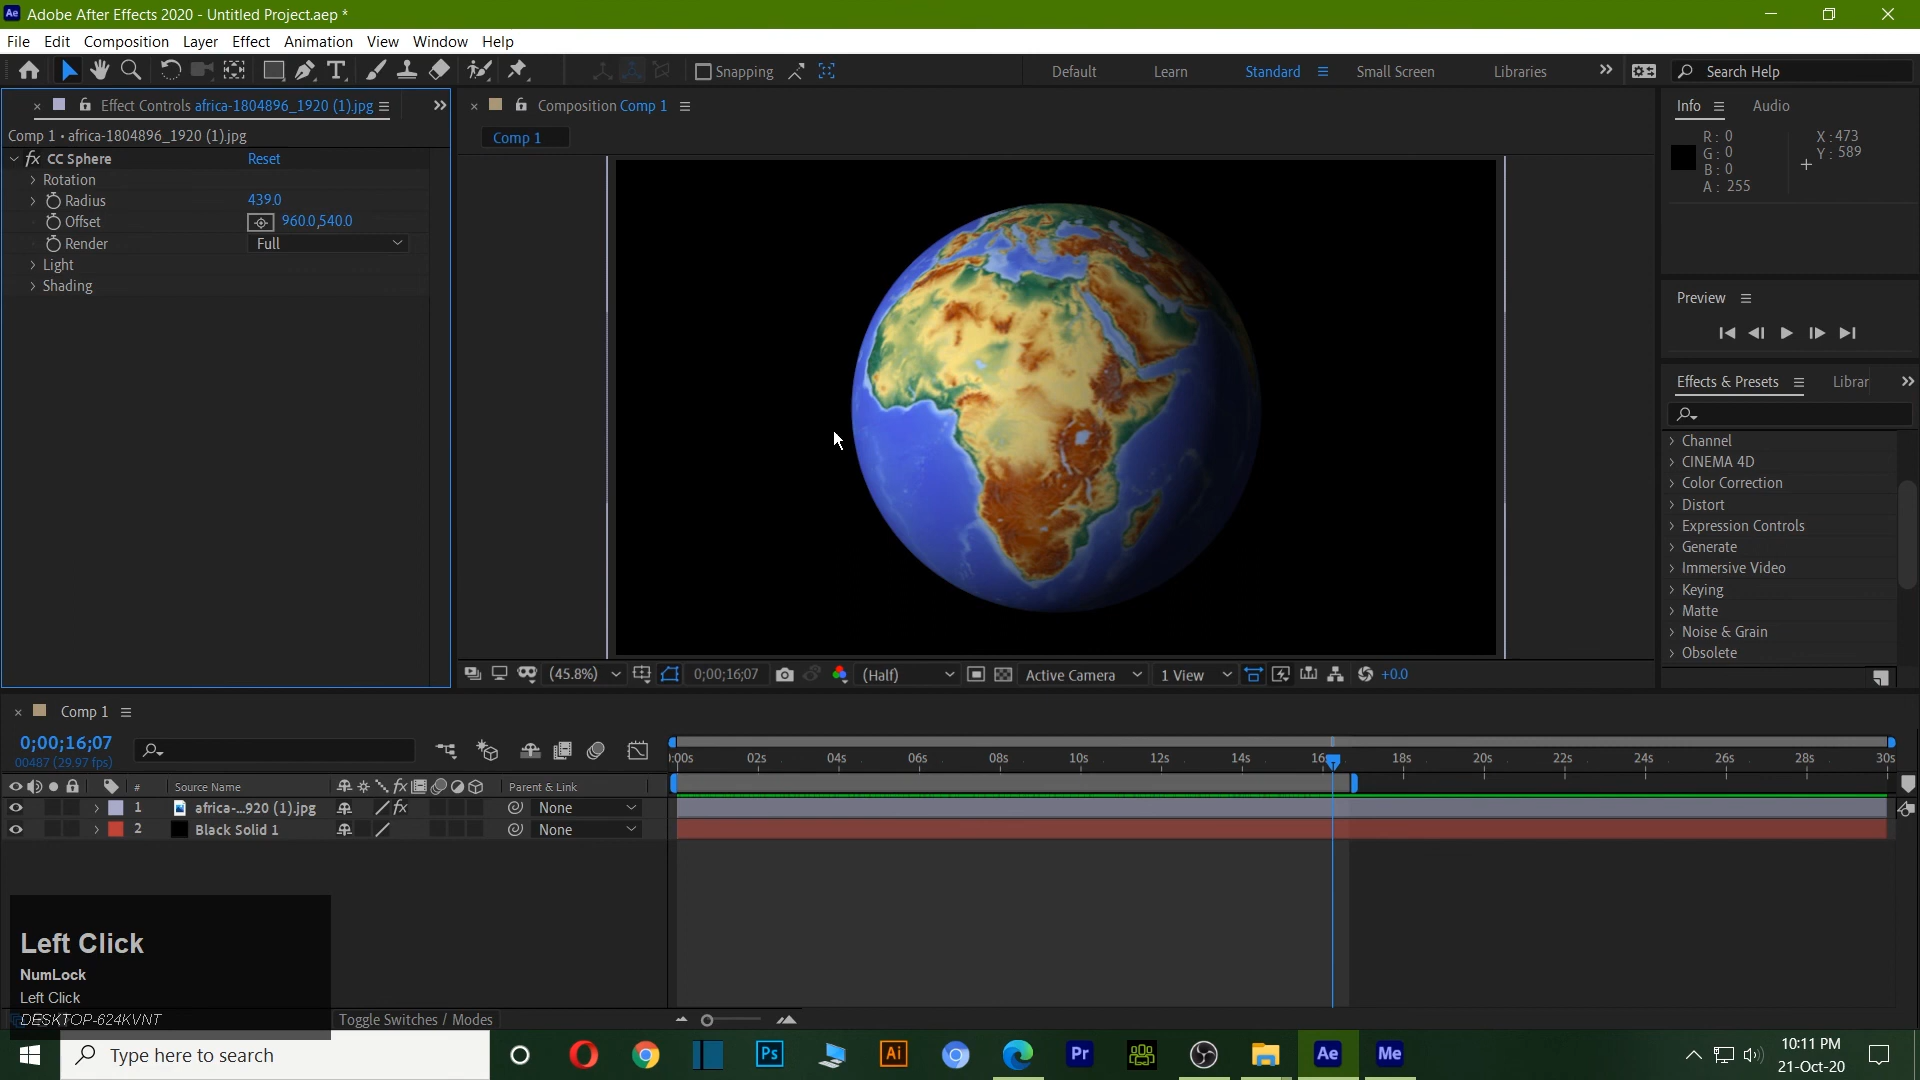 Adobe After Effects 2020 - Untitled Project.aep *
File Edit Composition Layer Effect Animation View Window Help
Snapping
Default Learn Standard Small Screen Libraries
Search Help
Effect Controls africa-1804896_1920 (1).jpg
Comp 1 • africa-1804896_1920 (1).jpg
fx CC Sphere Reset
Rotation
Radius 439.0
Offset 960.0,540.0
Render Full
Light
Shading
Composition Comp 1
Comp 1
(45.8%) 0;00;16;07 (Half) Active Camera 1 View +0.0
Info Audio
R: 0
G: 0
B: 0
A: 255
X: 473
Y: 589
Preview
Effects & Presets Librar
Channel
CINEMA 4D
Color Correction
Distort
Expression Controls
Generate
Immersive Video
Keying
Matte
Noise & Grain
Obsolete
Comp 1
0;00;16;07
00487 (29.97 fps)
:00s 02s 04s 06s 08s 10s 12s 14s 16s 18s 20s 22s 24s 26s 28s 30s
# Source Name fx Parent & Link
1 africa-...920 (1).jpg fx None
2 Black Solid 1 None
Left Click
NumLock
Left Click
DESKTOP-624KVNT
Toggle Switches / Modes
Type here to search
Ps Ai Pr Ae Me
10:11 PM
21-Oct-20